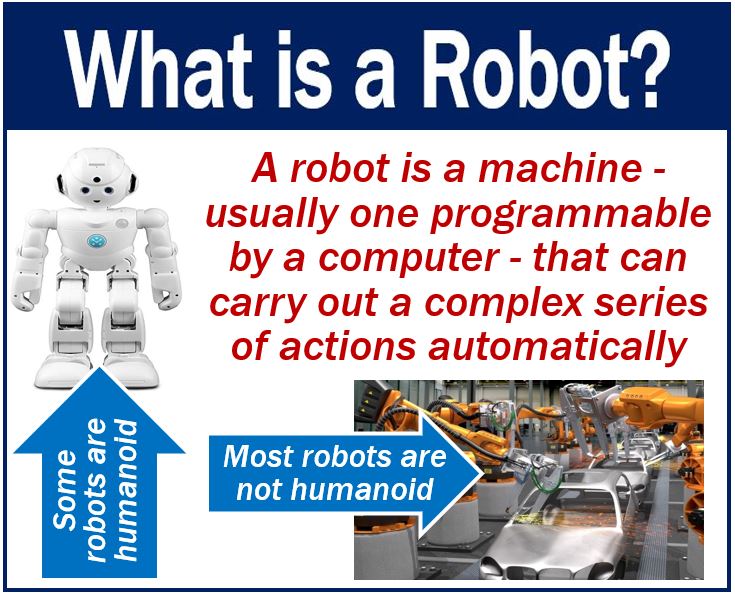 What is a Robot?
A robot is a machine -
usually one programmable
by a computer - that can
carry out a complex series
of actions automatically
Some
robots are
humanoid
Most robots are
not humanoid